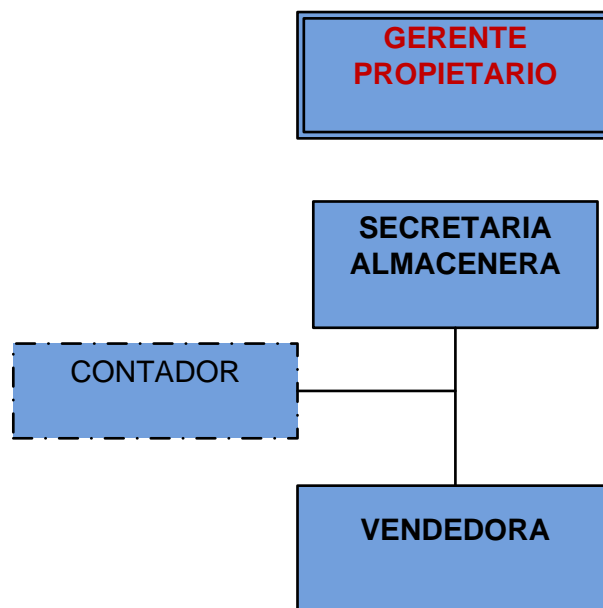 GERENTE
PROPIETARIO
SECRETARIA
ALMACENERA
CONTADOR
VENDEDORA